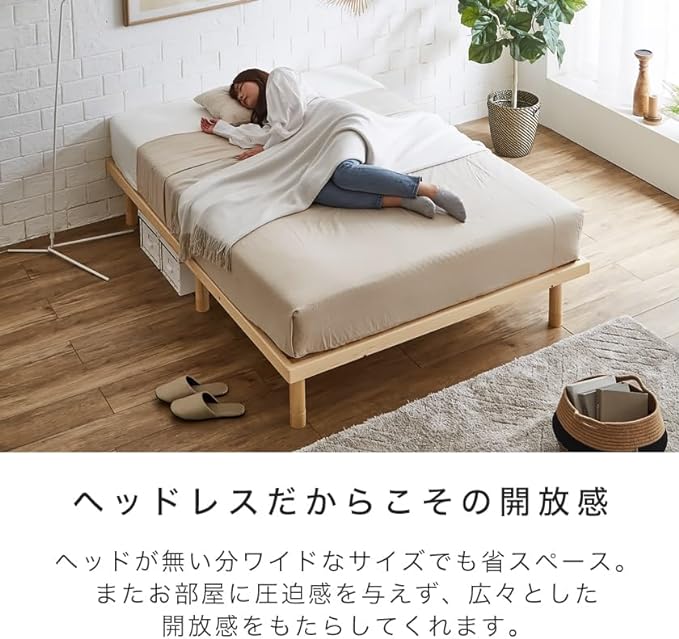 ヘッドレスだからこその開放感
ヘッドが無い分ワイドなサイズでも省スペース。
またお部屋に圧迫感を与えず、広々とした
開放感をもたらしてくれます。